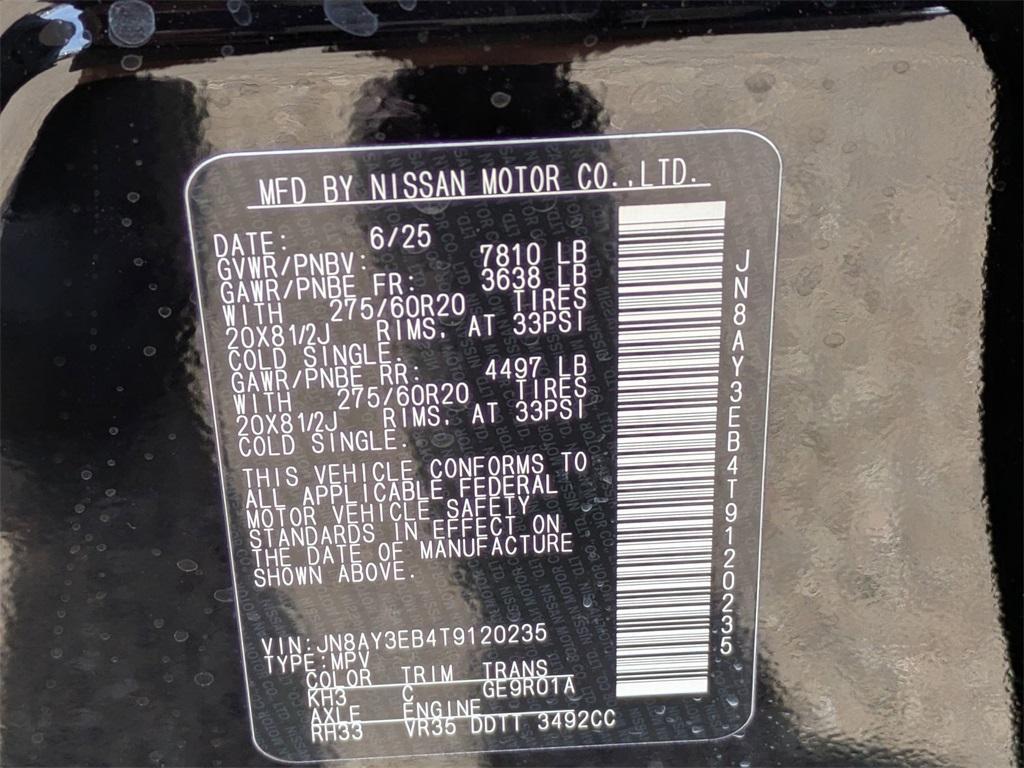 MFD BY NISSAN MOTOR CO.,LTD.
DATE: 6/25
GVWR/PNBV: 7810 LB
GAWR/PNBE FR: 3638 LB
WITH 275/60R20 TIRES
20X81/2J RIMS, AT 33PSI
COLD SINGLE.
GAWR/PNBE RR: 4497 LB
WITH 275/60R20 TIRES
20X81/2J RIMS. AT 33PSI
COLD SINGLE.
THIS VEHICLE CONFORMS TO
ALL APPLICABLE FEDERAL
MOTOR VEHICLE SAFETY
STANDARDS IN EFFECT ON
THE DATE OF MANUFACTURE
SHOWN ABOVE.
VIN:JN8AY3EB4T9120235
TYPE:MPV
COLOR TRIM TRANS
KH3 C GE9R01A
AXLE ENGINE
RH33 VR35 DDTT 3492CC
JN8AY3EB4T9120235